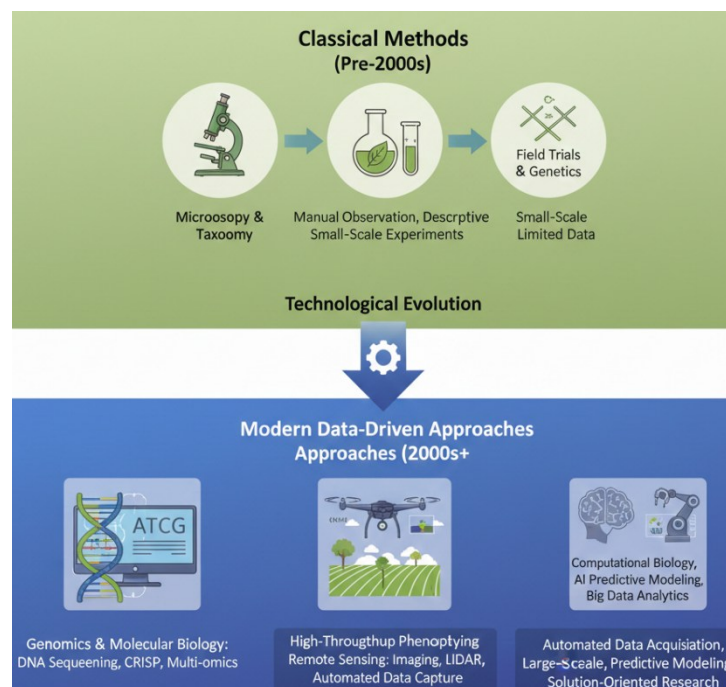 Classical Methods
(Pre-2000s)
Field Trials
& Genetics
Microosopy &
Taxoomy
Manual Observation, Descrptive
Small-Scale Experiments
Small-Scale
Limited Data
Technological Evolution
Modern Data-Driven Approaches
Approaches (2000s+
ATCG
Computational Biology,
AI Predictive Modeling,
Big Data Analytics
Genomics & Molecular Biology:
DNA Sequeening, CRISP, Multi-omics
High-Throughtup Phenoptying
Remote Sensing: Imaging, LIDAR,
Automated Data Capture
Automated Data Acquisiation,
Large-Sceale, Predictive Modeling
Solution-Oriented Research